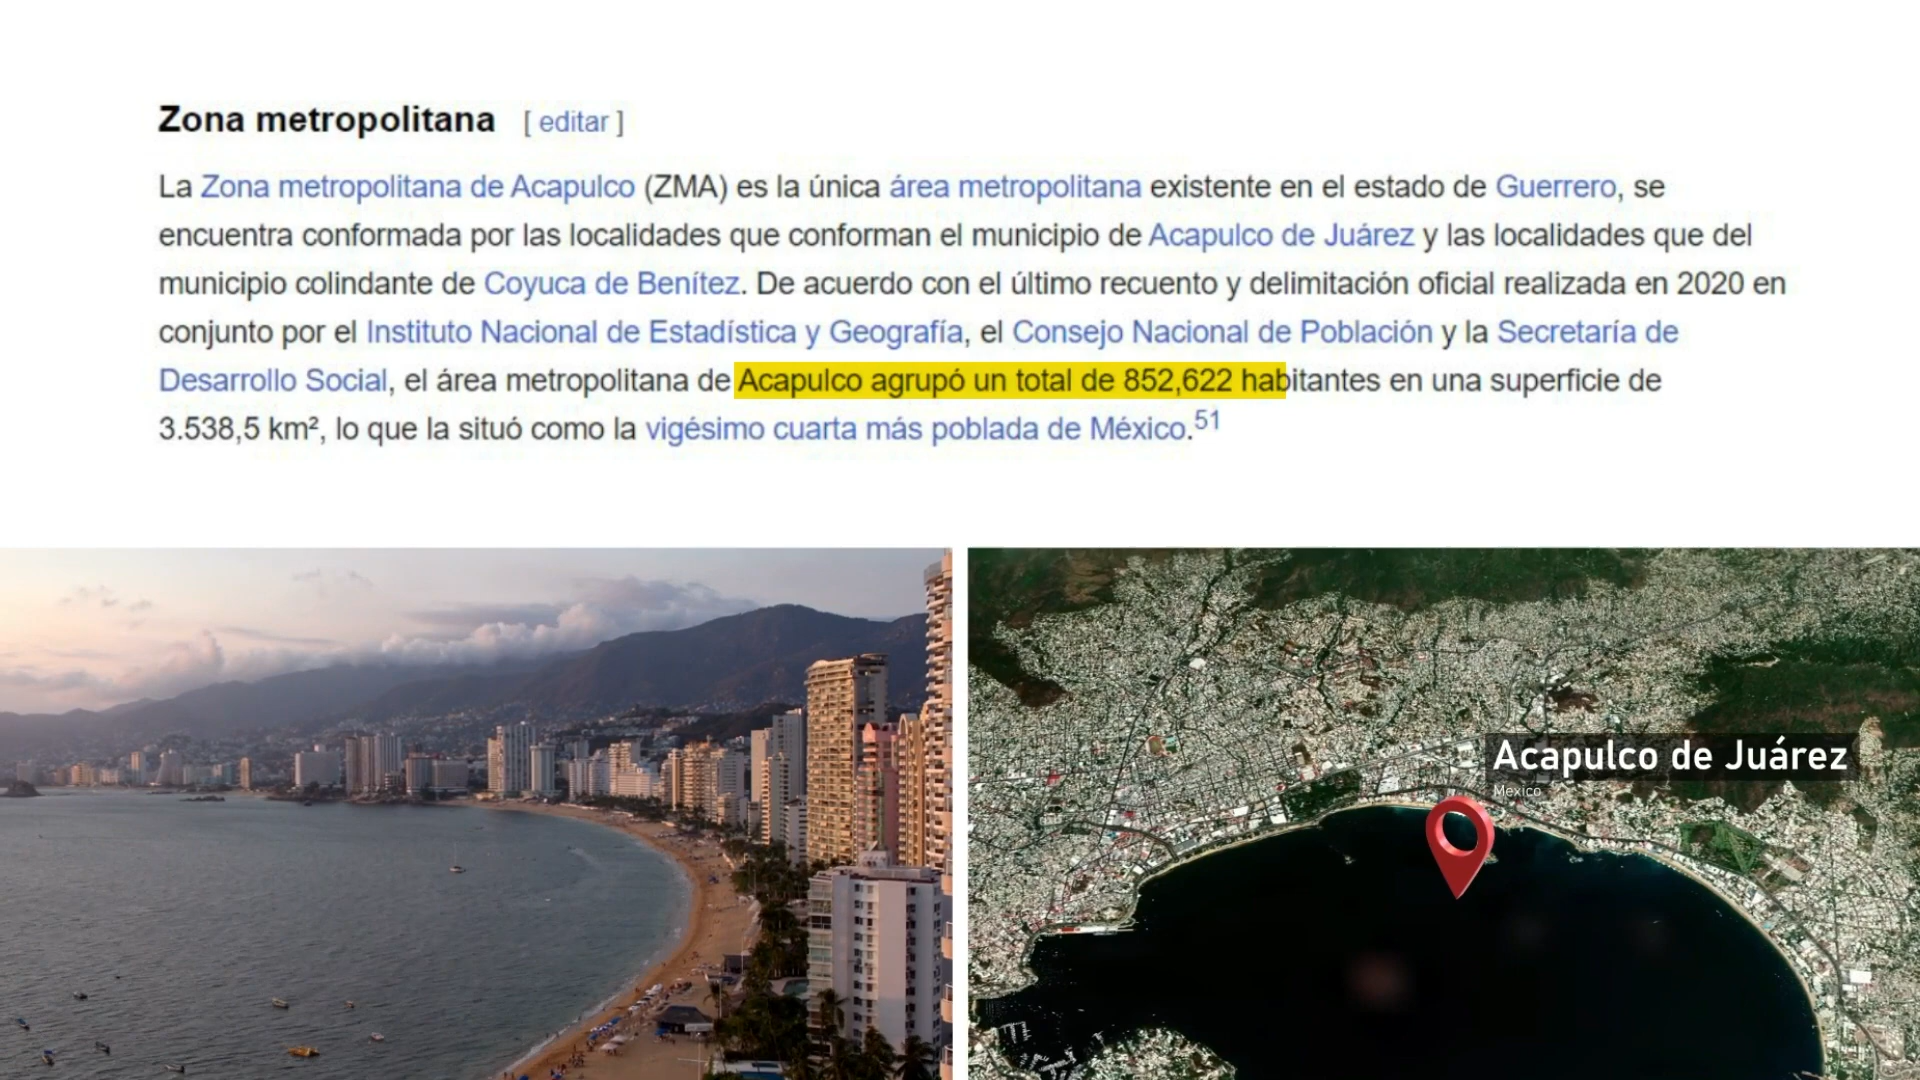 Zona metropolitana [ editar ]
La Zona metropolitana de Acapulco (ZMA) es la única área metropolitana existente en el estado de Guerrero, se
encuentra conformada por las localidades que conforman el municipio de Acapulco de Juárez y las localidades que del
municipio colindante de Coyuca de Benítez. De acuerdo con el último recuento y delimitación oficial realizada en 2020 en
conjunto por el Instituto Nacional de Estadística y Geografía, el Consejo Nacional de Población y la Secretaría de
Desarrollo Social, el área metropolitana de Acapulco agrupó un total de 852,622 habitantes en una superficie de
3.538,5 km², lo que la situó como la vigésimo cuarta más poblada de México.51
Acapulco de Juárez
Mexico